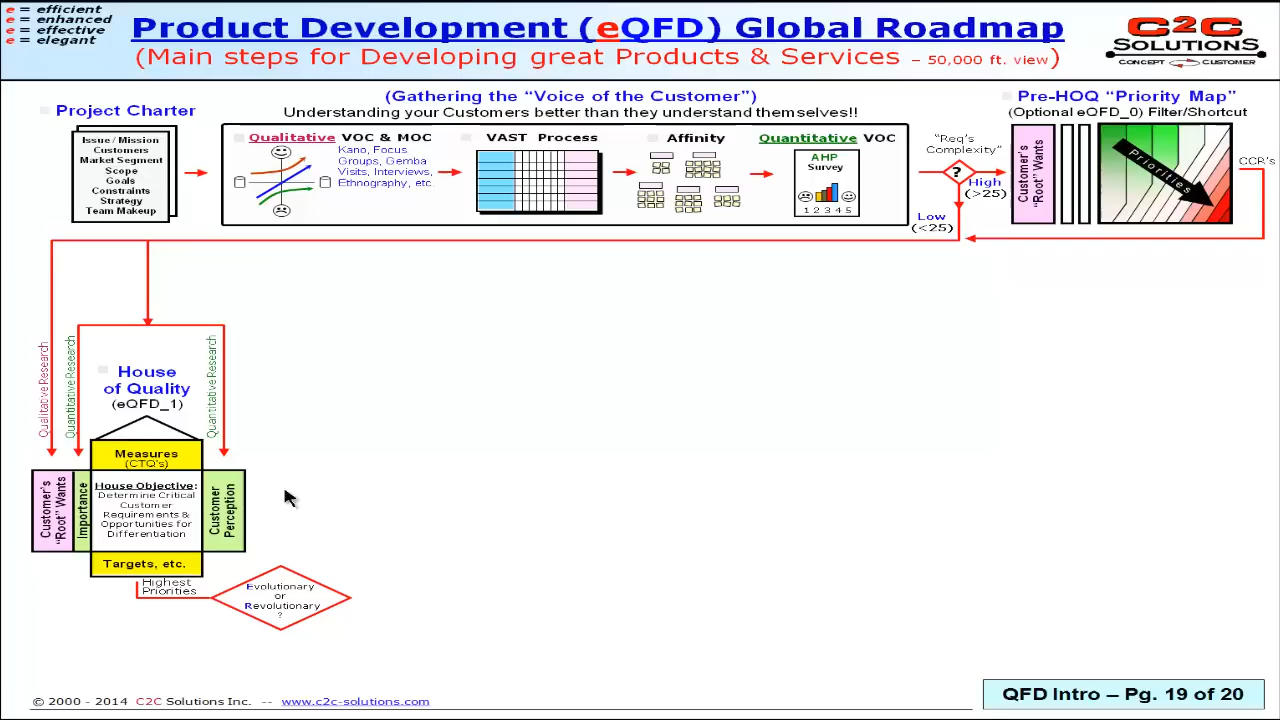 e = efficient
e = enhanced
e = effective
e = elegant
Product Development (eQFD) Global Roadmap
(Main steps for Developing great Products & Services – 50,000 ft. view)
C2C
SOLUTIONS
CONCEPT CUSTOMER
Project Charter
Issue / Mission
Customers
Market Segment
Scope
Goals
Constraints
Strategy
Team Makeup
(Gathering the “Voice of the Customer”)
Understanding your Customers better than they understand themselves!!
Qualitative VOC & MOC
Kano, Focus
Groups, Gemba
Visits, Interviews,
Ethnography, etc.
VAST Process
Affinity
Quantitative VOC
AHP
Survey
1 2 3 4 5
“Req's
Complexity”
?
High
(>25)
Low
(<25)
Pre-HOQ “Priority Map”
(Optional eQFD_0) Filter/Shortcut
Customer's
“Root” Wants
Priorities
CCR's
Qualitative Research
Quantitative Research
Quantitative Research
House
of Quality
(eQFD_1)
Measures
(CTQ's)
Customer's
“Root” Wants
Importance
House Objective:
Determine Critical
Customer
Requirements &
Opportunities for
Differentiation
Customer
Perception
Targets, etc.
Highest
Priorities
Evolutionary
or
Revolutionary
?
© 2000 - 2014 C2C Solutions Inc. -- www.c2c-solutions.com
QFD Intro – Pg. 19 of 20